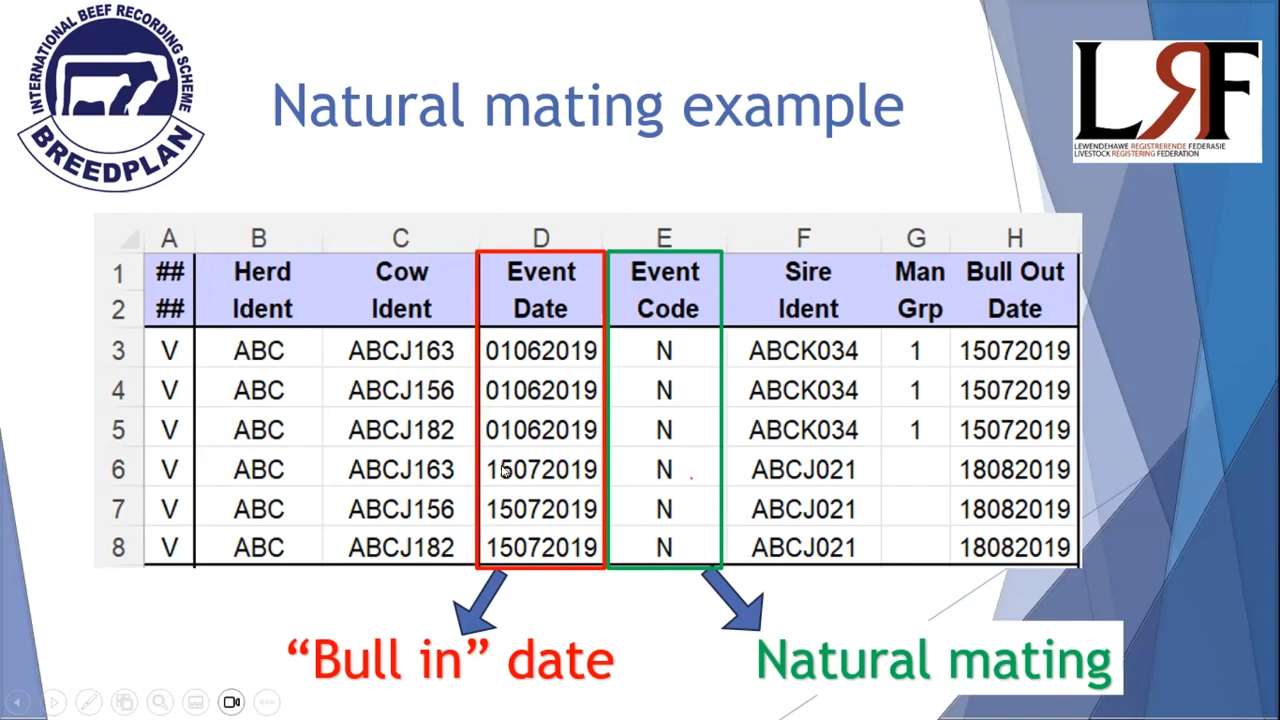 INTERNATIONAL BEEF RECORDING SCHEME
BREEDPLAN
Natural mating example
LRF
LEWENDEHAWE REGISTRERENDE FEDERASIE
LIVESTOCK REGISTERING FEDERATION
A B C D E F G H
1 ## Herd Cow Event Event Sire Man Bull Out
2 ## Ident Ident Date Code Ident Grp Date
3 V ABC ABCJ163 01062019 N ABCK034 1 15072019
4 V ABC ABCJ156 01062019 N ABCK034 1 15072019
5 V ABC ABCJ182 01062019 N ABCK034 1 15072019
6 V ABC ABCJ163 15072019 N ABCJ021 18082019
7 V ABC ABCJ156 15072019 N ABCJ021 18082019
8 V ABC ABCJ182 15072019 N ABCJ021 18082019
“Bull in” date
Natural mating